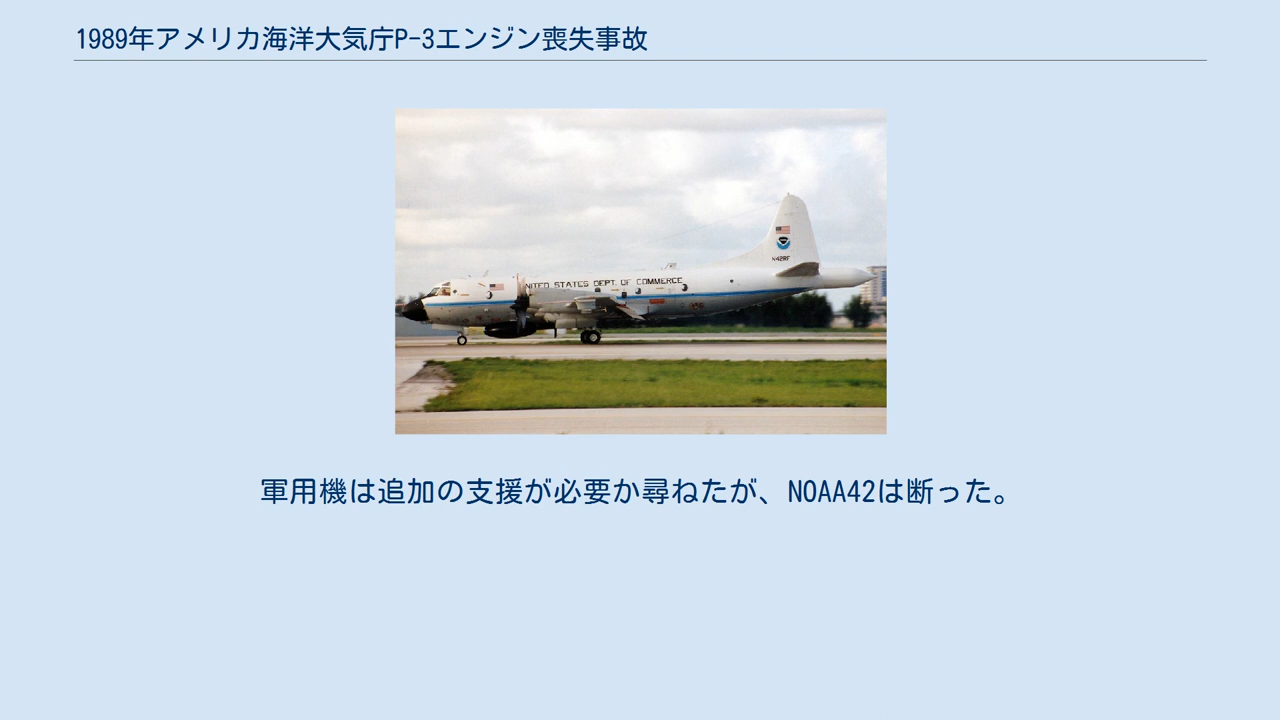 1989年アメリカ海洋大気庁P-3エンジン喪失事故
N42RF
UNITED STATES DEPT. OF COMMERCE
軍用機は追加の支援が必要か尋ねたが、NOAA42は断った。